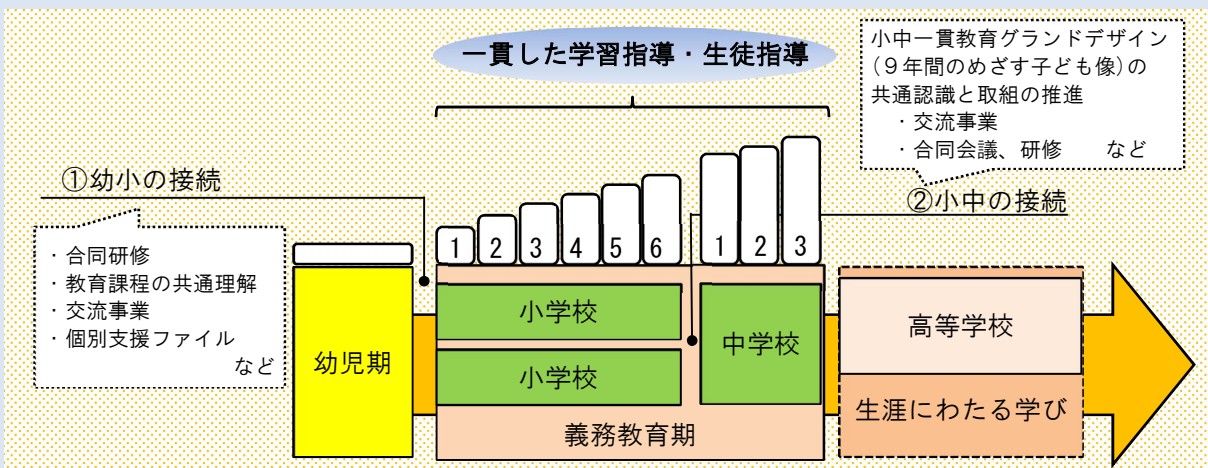 一貫した学習指導・生徒指導
小中一貫教育グランドデザイン
(9年間のめざす子ども像)の
共通認識と取組の推進
・交流事業
・合同会議、研修 など
①幼小の接続
②小中の接続
・合同研修
・教育課程の共通理解
・交流事業
・個別支援ファイル
など
1 2 3 4 5 6 1 2 3
幼児期
小学校
小学校
中学校
義務教育期
高等学校
生涯にわたる学び